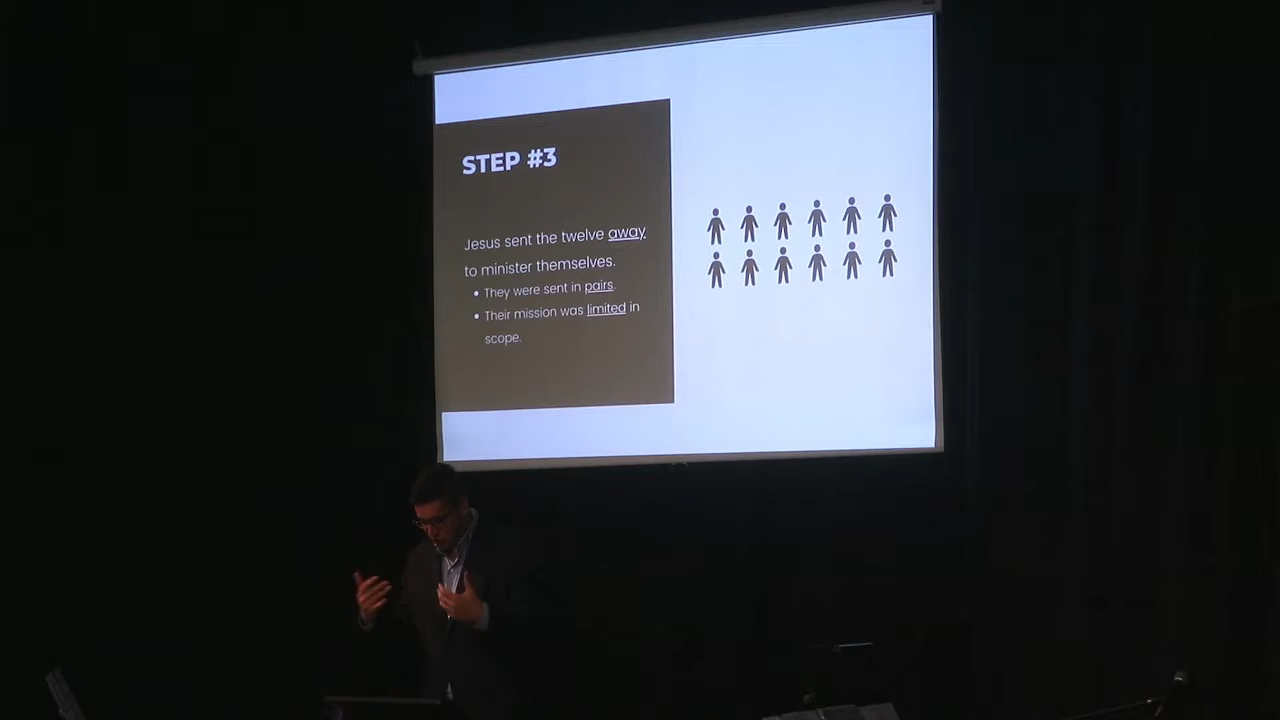 STEP #3
Jesus sent the twelve away
to minister themselves.
• They were sent in pairs.
• Their mission was limited in
scope.